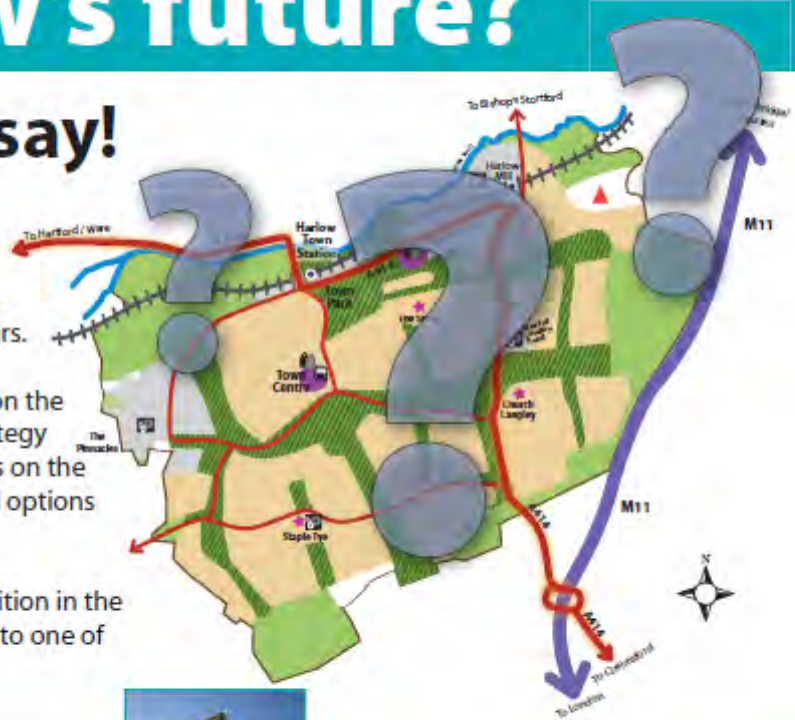 w's future?
say!
To Bishop's Stortford
Harlow
Mill
M11
To Hertford / Ware
Harlow
Town
Station
Town
Park
rs.
Town
Centre
on the
tegy
s on the
l options
The
Pinnacles
Church
Langley
Staple Tye
A414
M11
N
ition in the
to one of
A414
To Chelmsford
To London